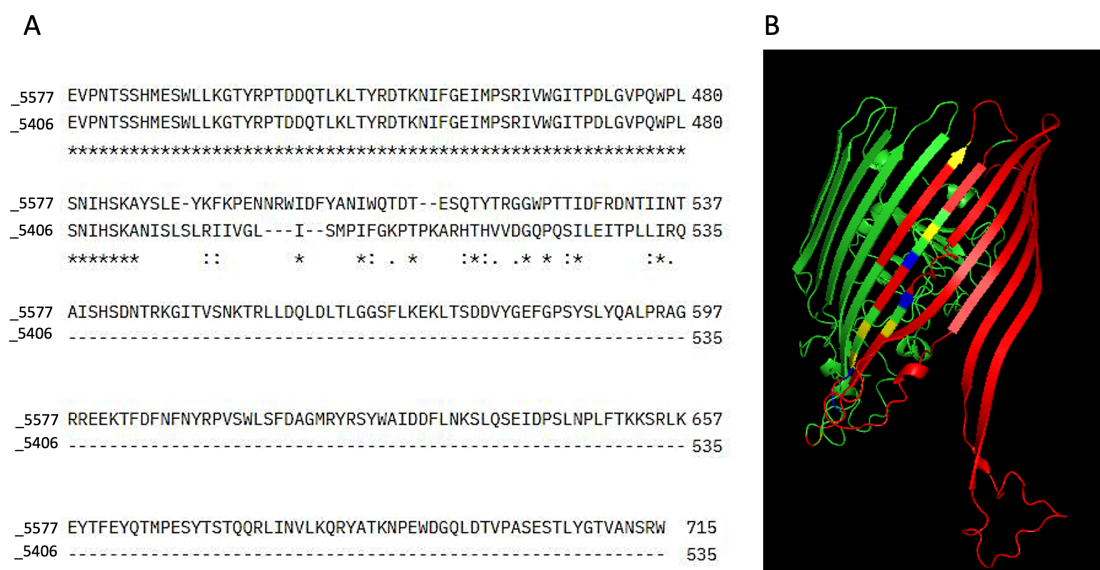 A
B
_5577 EVPNTSSHMESWLLKGTYRPTDDQTLKLTYRDTKNIFGEIMPSRIVWGITPDLGVPQWPL 480
_5406 EVPNTSSHMESWLLKGTYRPTDDQTLKLTYRDTKNIFGEIMPSRIVWGITPDLGVPQWPL 480
************************************************************
_5577 SNIHSKAYSLE-YKFKPENNRWIDFYANIWQTDT--ESQTYTRGGWPTTIDFRDNTIINT 537
_5406 SNIHSKANISLSLRIIVGL---I--SMPIFGKPTPKARHTHVVDGQPQSILEITPLLIRQ 535
*******      ::       *     *: . *    :*:. .* * :*      :*.
_5577 AISHSDNTRKGITVSNKTRLLDQLDLTLGGSFLKEKLTSDDVYGEFGPSYSLYQALPRAG 597
_5406 ------------------------------------------------------------ 535
_5577 RREEKTFDFNFNYRPVSWLSFDAGMRYRSYWAIDDFLNKSLQSEIDPSLNPLFTKKSRLK 657
_5406 ------------------------------------------------------------ 535
_5577 EYTFEYQTMPESYTSTQQRLINVLKQRYATKNPEWDGQLDTVPASESTLYGTVANSRW 715
_5406 ---------------------------------------------------------- 535